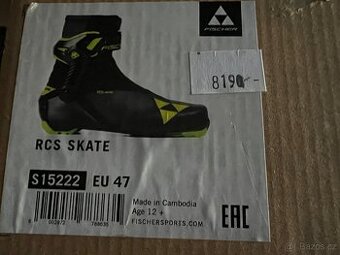 FISCHER
8190,-
RCS SKATE
S15222 EU 47
Made in Cambodia
Age 12 +
FISCHERSPORTS.COM
EAC